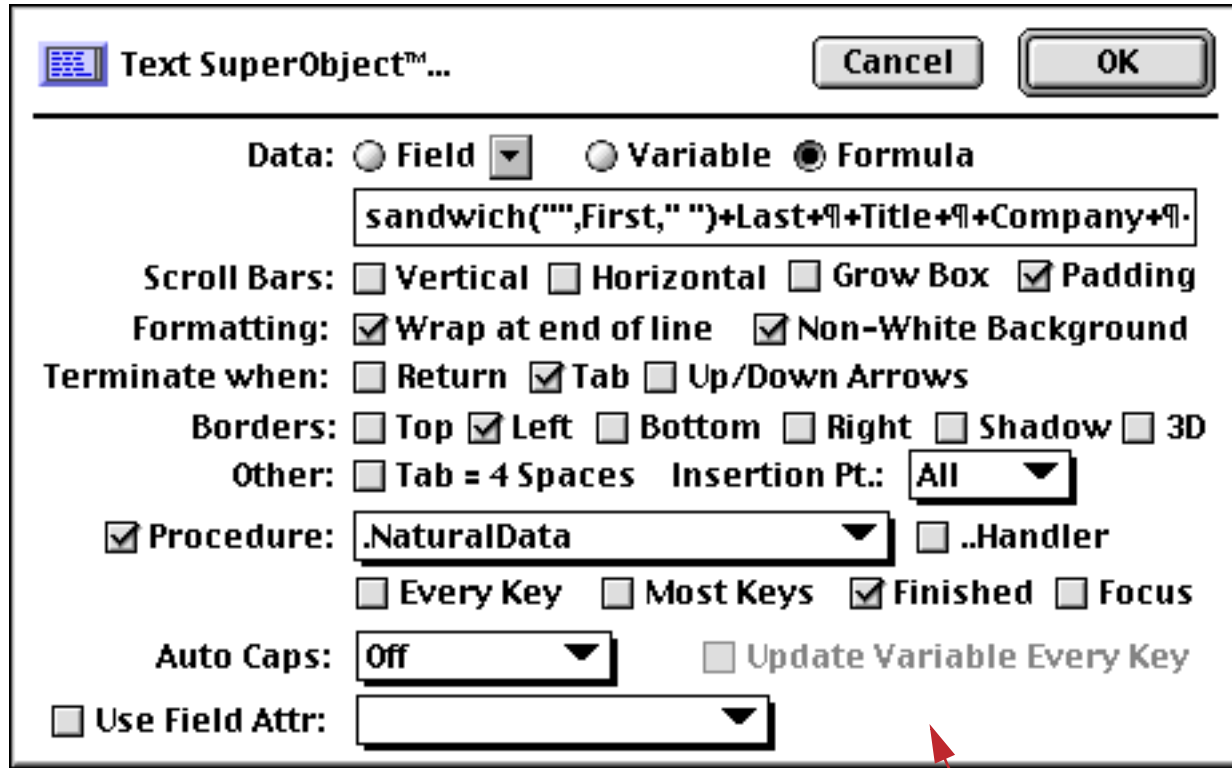 Text SuperObject™... Cancel OK
Data: Field Variable Formula
sandwich("",First," ")+Last+¶+Title+¶+Company+¶·
Scroll Bars: Vertical Horizontal Grow Box Padding
Formatting: Wrap at end of line Non-White Background
Terminate when: Return Tab Up/Down Arrows
Borders: Top Left Bottom Right Shadow 3D
Other: Tab = 4 Spaces Insertion Pt.: All
Procedure: .NaturalData ..Handler
Every Key Most Keys Finished Focus
Auto Caps: Off Update Variable Every Key
Use Field Attr: